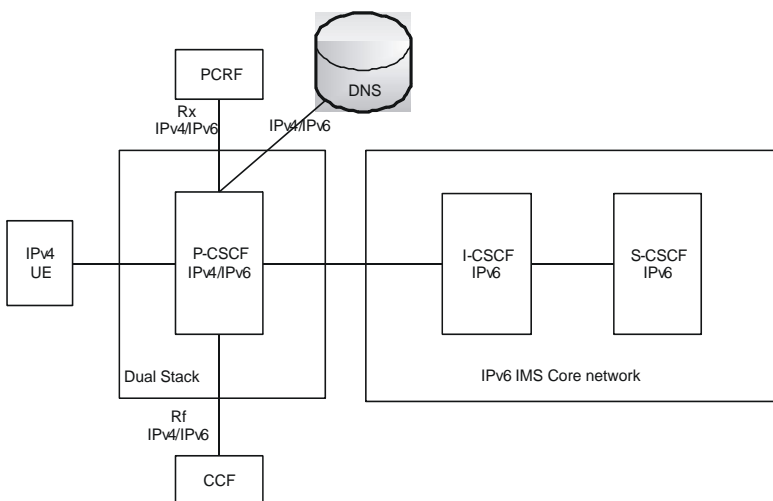 PCRF
DNS
Rx
IPv4/IPv6
IPv4/IPv6
IPv4
UE
P-CSCF
IPv4/IPv6
I-CSCF
IPv6
S-CSCF
IPv6
Dual Stack
IPv6 IMS Core network
Rf
IPv4/IPv6
CCF